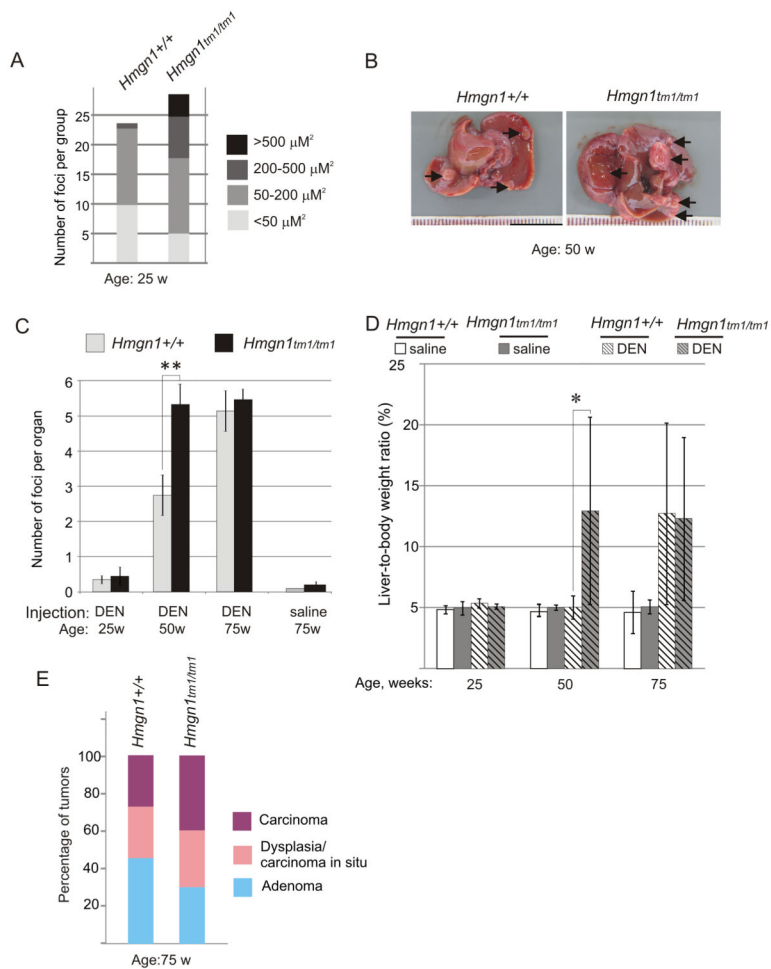 A
Hmgn1+/+
Hmgn1tm1/tm1
Number of foci per group
25
20
15
10
5
>500 μM²
200-500 μM²
50-200 μM²
<50 μM²
Age: 25 w
B
Hmgn1+/+
Hmgn1tm1/tm1
Age: 50 w
C
Hmgn1+/+
Hmgn1tm1/tm1
**
Number of foci per organ
6
5
4
3
2
1
0
Injection: DEN DEN DEN saline
Age: 25w 50w 75w 75w
D
Hmgn1+/+ Hmgn1tm1/tm1 Hmgn1+/+ Hmgn1tm1/tm1
saline saline DEN DEN
Liver-to-body weight ratio (%)
25
20
15
10
5
0
*
Age, weeks: 25 50 75
E
Hmgn1+/+
Hmgn1tm1/tm1
Percentage of tumors
100
80
60
40
20
Carcinoma
Dysplasia/
carcinoma in situ
Adenoma
Age:75 w